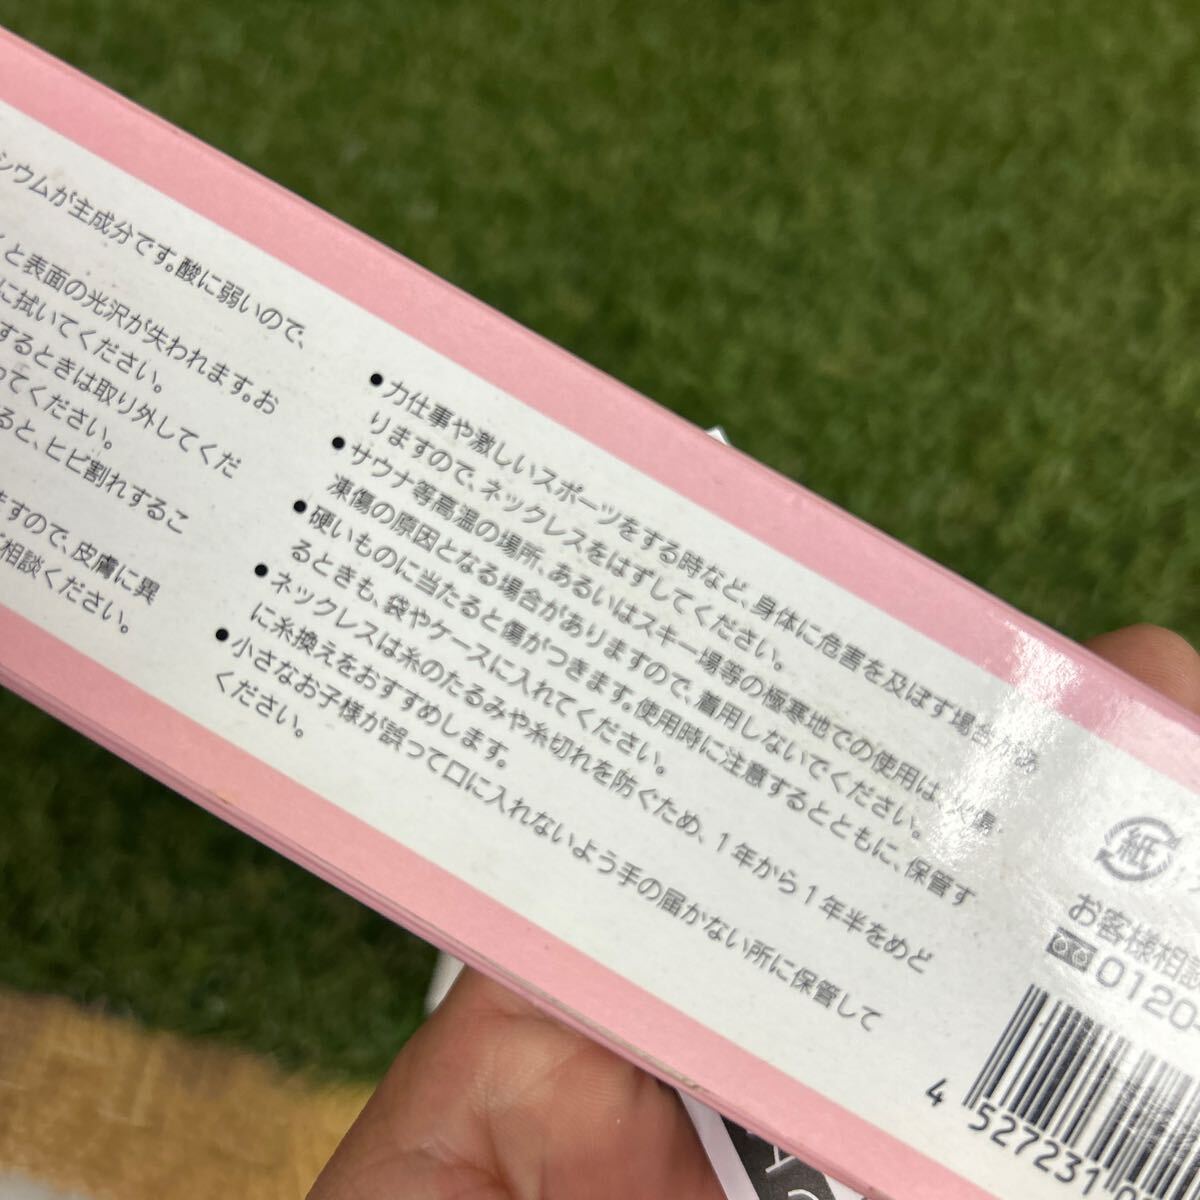 シウムが主成分です。酸に弱いので、
と表面の光沢が失われます。お
に拭いてください。
するときは取り外してくだ
ってください。
ると、ヒビ割れするこ
ますので、皮膚に異
相談ください。
●力仕事や激しいスポーツをする時など、身体に危害を及ぼす場合があ
りますので、ネックレスをはずしてください。
●サウナ等高温の場所、あるいはスキー場等の極寒地での使用は、火傷・
凍傷の原因となる場合がありますので、着用しないでください。
●硬いものに当たると傷がつきます。使用時に注意するとともに、保管す
るときも、袋やケースに入れてください。
●ネックレスは糸のたるみや糸切れを防ぐため、1年から1年半をめど
に糸換えをおすすめします。
●小さなお子様が誤って口に入れないよう手の届かない所に保管して
ください。
紙
お客様相談
0120-
4 527231